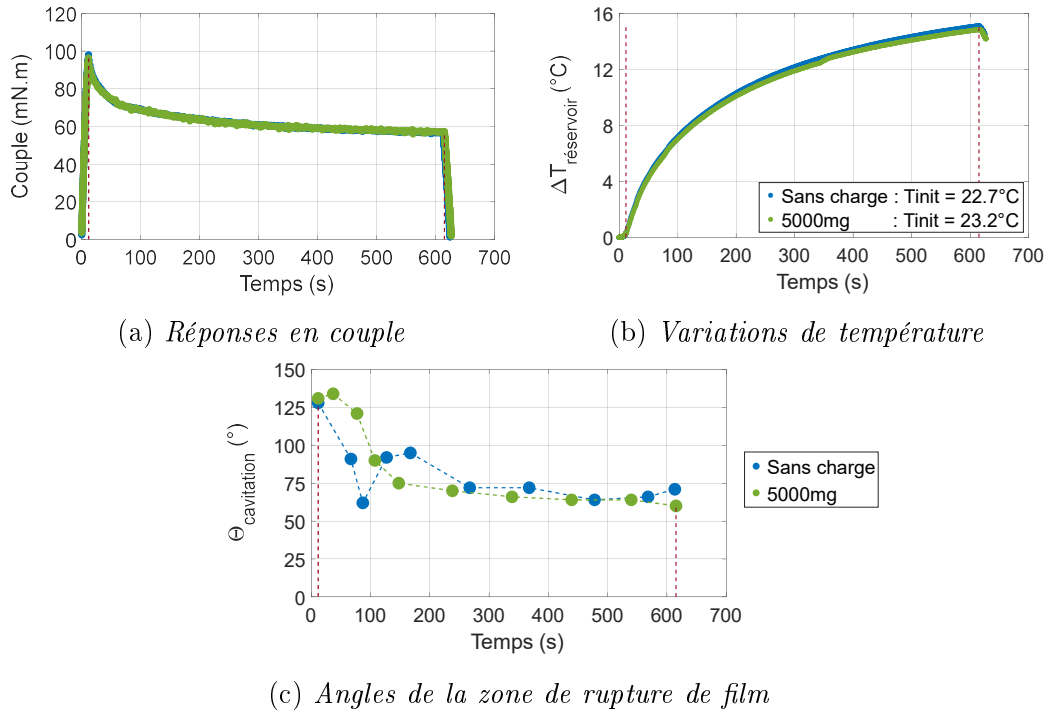 120
100
80
60
40
20
0
Couple (mN.m)
0 100 200 300 400 500 600 700
Temps (s)
(a) Réponses en couple
16
12
8
4
0
ΔT réservoir (°C)
Sans charge : Tinit = 22.7°C
5000mg : Tinit = 23.2°C
0 100 200 300 400 500 600 700
Temps (s)
(b) Variations de température
150
125
100
75
50
25
0
Θ cavitation (°)
Sans charge
5000mg
0 100 200 300 400 500 600 700
Temps (s)
(c) Angles de la zone de rupture de film